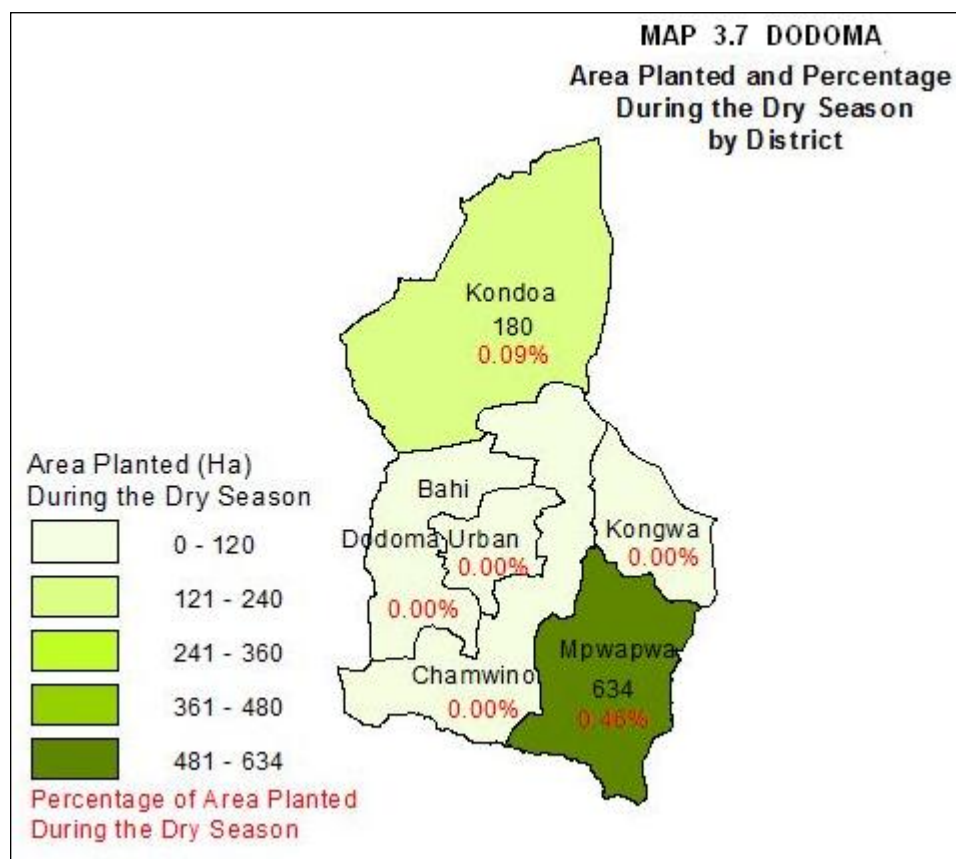 MAP 3.7 DODOMA
Area Planted and Percentage
During the Dry Season
by District
Kondoa
180
0.09%
Bahi
Dodoma Urban
0.00%
0.00%
Kongwa
0.00%
Chamwino
0.00%
Mpwapwa
634
0.46%
Area Planted (Ha)
During the Dry Season
0 - 120
121 - 240
241 - 360
361 - 480
481 - 634
Percentage of Area Planted
During the Dry Season